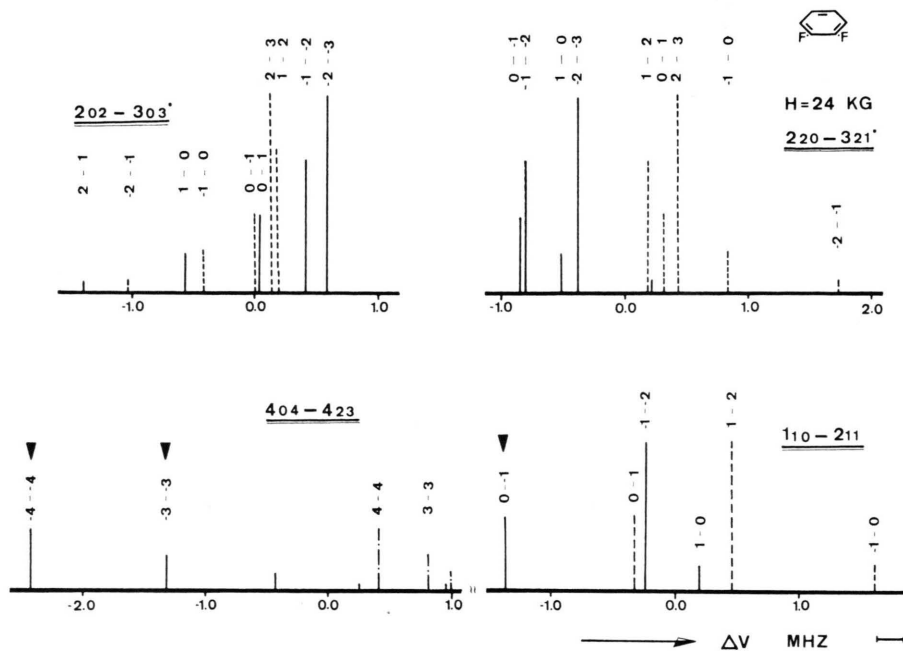 2₀₂ – 3₀₃*
2 – 1
-2 – -1
1 – 0
-1 – 0
0 – -1
0 – 1
2 – 3
1 – 2
-1 – -2
-2 – -3
-1.0 0.0 1.0
0 – -1
-1 – -2
1 – 0
-2 – -3
1 – 2
0 – 1
2 – 3
-1 – 0
-2 – -1
F F
H=24 KG
2₂₀ – 3₂₁*
-1.0 0.0 1.0 2.0
4₀₄ – 4₂₃
-4 – -4
-3 – -3
4 – 4
3 – 3
-2.0 -1.0 0.0 1.0
0 – -1
0 – 1
-1 – -2
1 – 0
1 – 2
-1 – 0
1₁₀ – 2₁₁
-1.0 0.0 1.0
ΔV MHZ